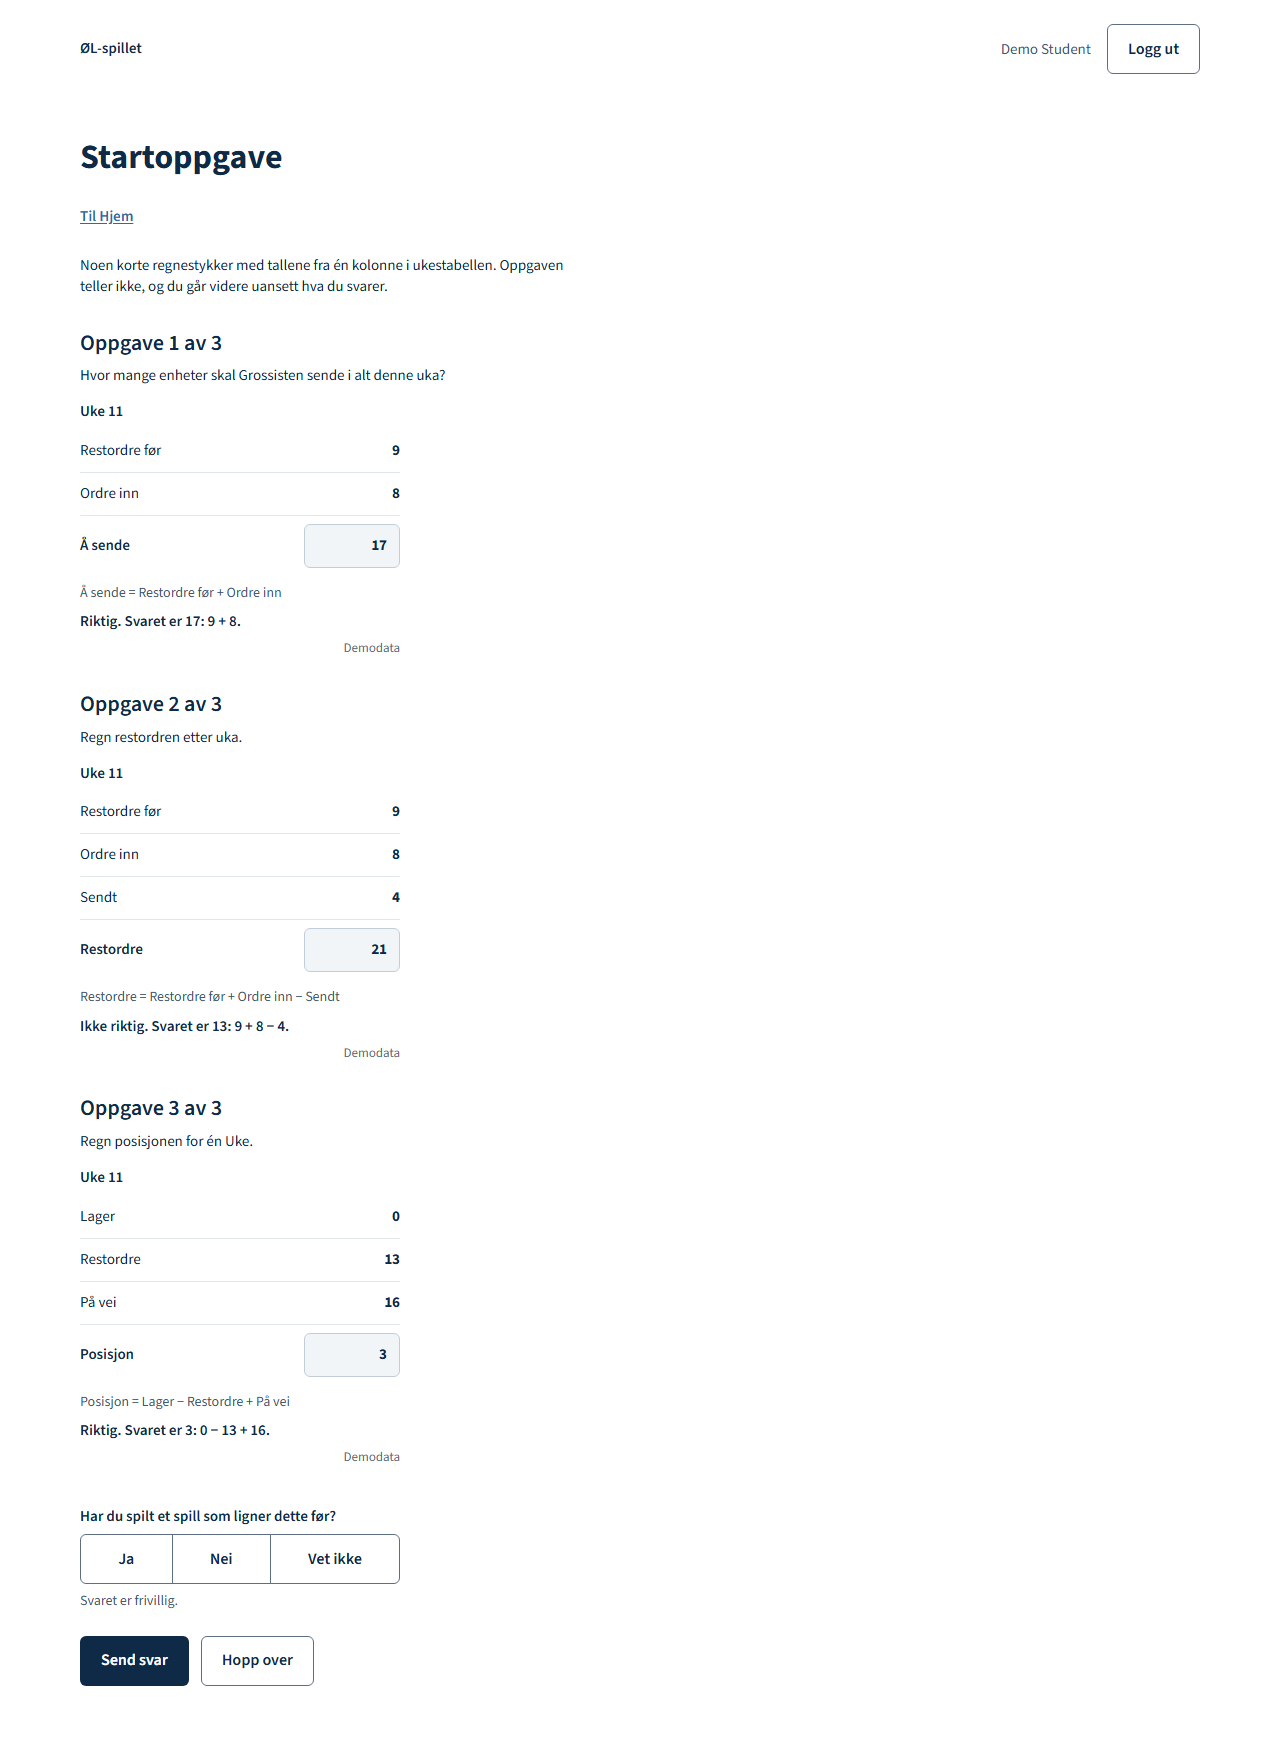 ØL-spillet
Demo Student
Logg ut
Startoppgave
Til Hjem
Noen korte regnestykker med tallene fra én kolonne i ukestabellen. Oppgaven
teller ikke, og du går videre uansett hva du svarer.
Oppgave 1 av 3
Hvor mange enheter skal Grossisten sende i alt denne uka?
Uke 11
Restordre før 9
Ordre inn 8
Å sende 17
Å sende = Restordre før + Ordre inn
Riktig. Svaret er 17: 9 + 8.
Demodata
Oppgave 2 av 3
Regn restordren etter uka.
Uke 11
Restordre før 9
Ordre inn 8
Sendt 4
Restordre 21
Restordre = Restordre før + Ordre inn − Sendt
Ikke riktig. Svaret er 13: 9 + 8 − 4.
Demodata
Oppgave 3 av 3
Regn posisjonen for én Uke.
Uke 11
Lager 0
Restordre 13
På vei 16
Posisjon 3
Posisjon = Lager − Restordre + På vei
Riktig. Svaret er 3: 0 − 13 + 16.
Demodata
Har du spilt et spill som ligner dette før?
Ja Nei Vet ikke
Svaret er frivillig.
Send svar Hopp over